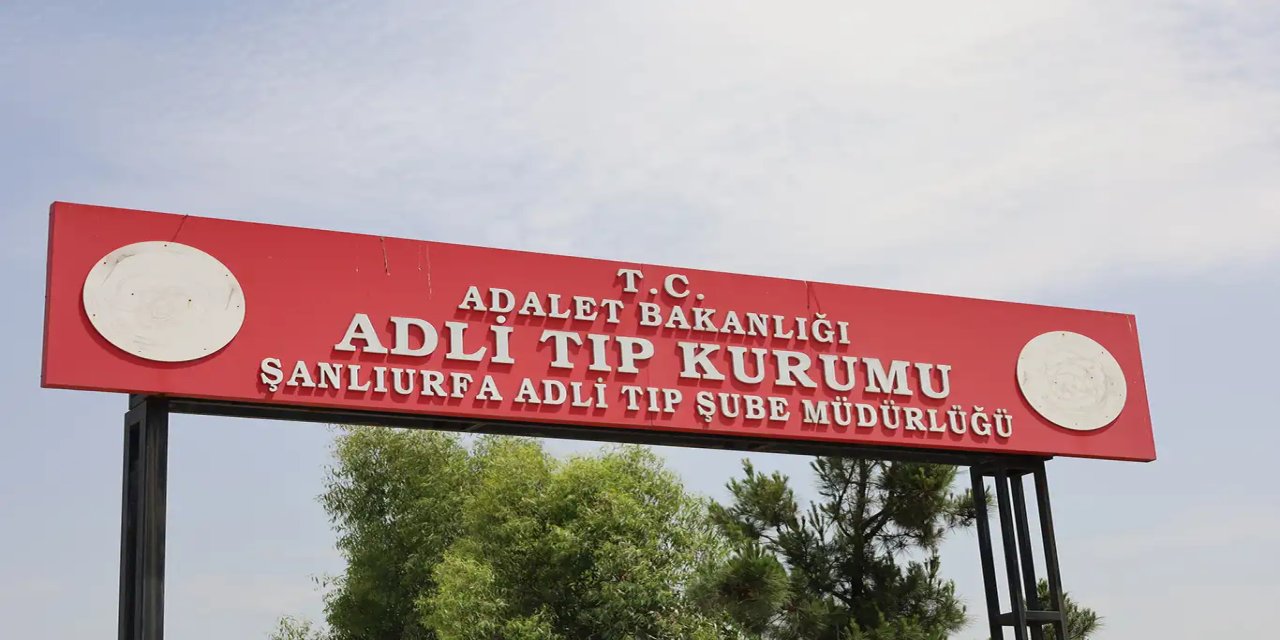 T.C.
ADALET BAKANLIĞI
ADLİ TIP KURUMU
ŞANLIURFA ADLİ TIP ŞUBE MÜDÜRLÜĞÜ